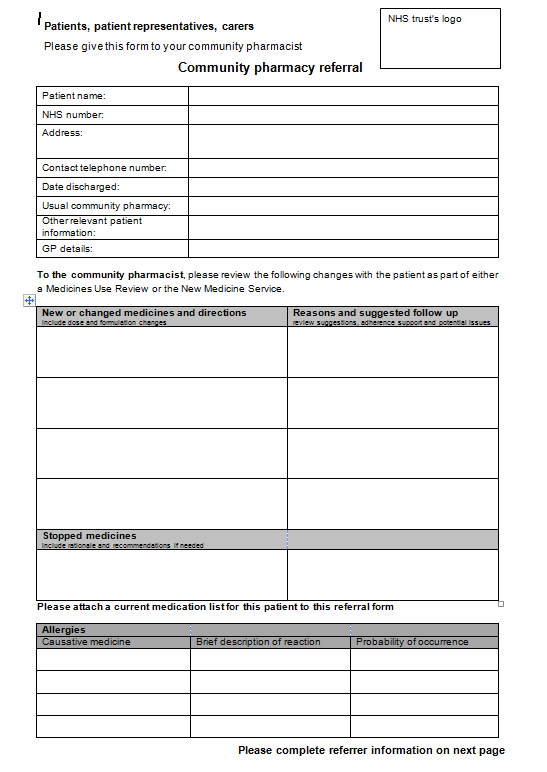 Patients, patient representatives, carers
NHS trust's logo
Please give this form to your community pharmacist
Community pharmacy referral
Patient name:
NHS number:
Address:
Contact telephone number:
Date discharged:
Usual community pharmacy:
Other relevant patient
information:
GP details:
To the community pharmacist, please review the following changes with the patient as part of either
a Medicines Use Review or the New Medicine Service.
New or changed medicines and directions
include dose and formulation changes
Reasons and suggested follow up
review suggestions, adherence support and potential issues
Stopped medicines
include rationale and recommendations if needed
Please attach a current medication list for this patient to this referral form
Allergies
Causative medicine
Brief description of reaction
Probability of occurrence
Please complete referrer information on next page